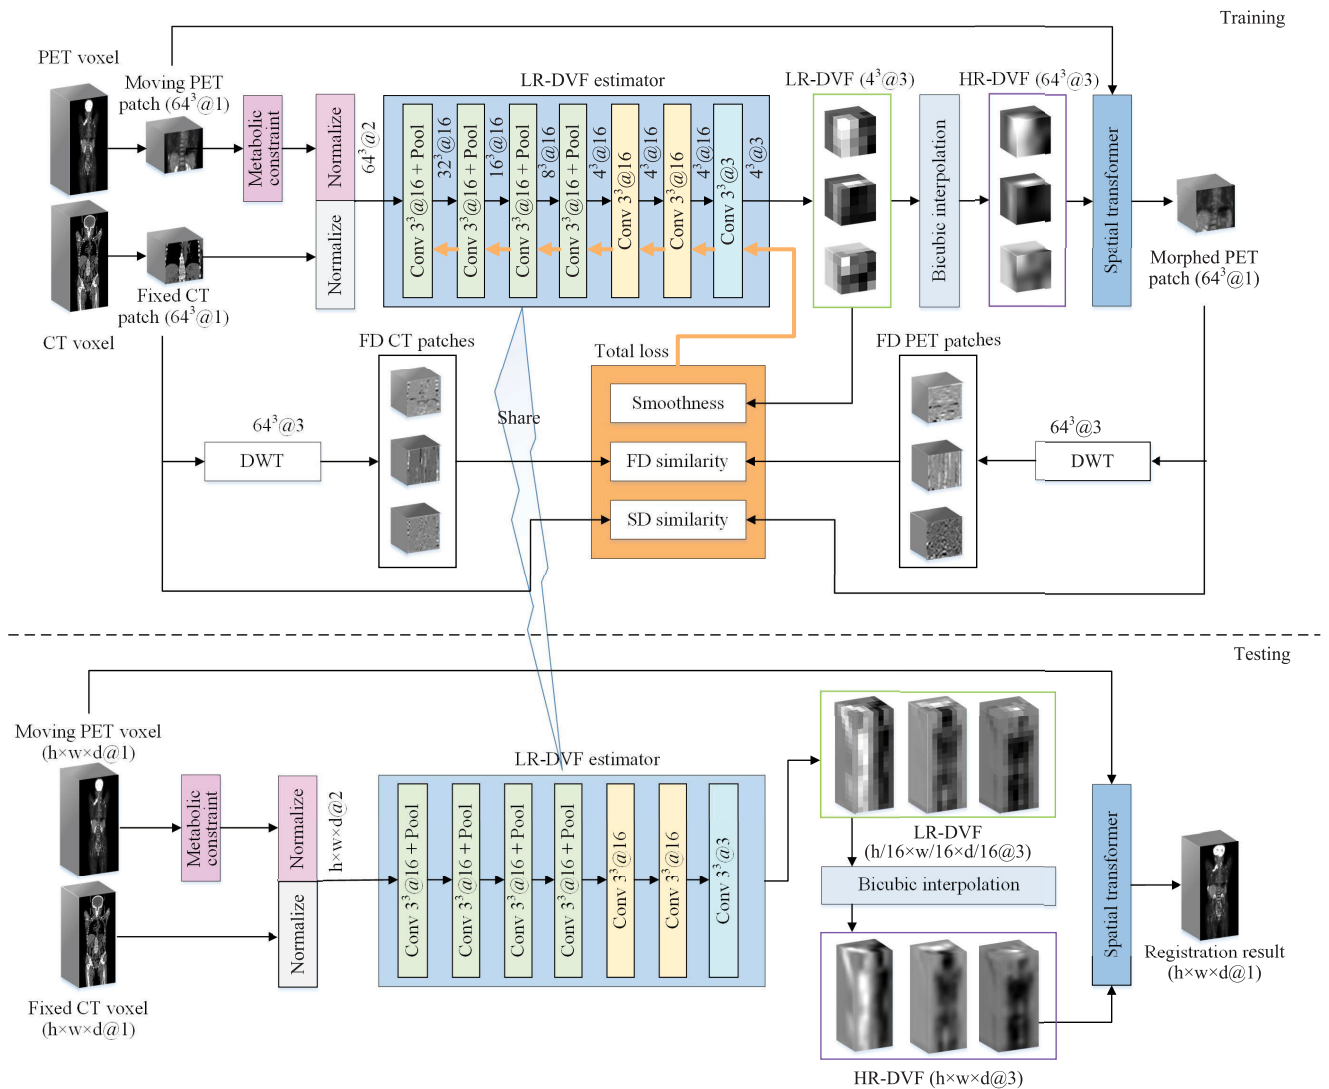 Training
PET voxel
Moving PET
patch (64³@1)
Metabolic
constraint
Normalize
Normalize
64³@2
LR-DVF estimator
Conv 3³@16 + Pool
32³@16
Conv 3³@16 + Pool
16³@16
Conv 3³@16 + Pool
8³@16
Conv 3³@16 + Pool
4³@16
Conv 3³@16
4³@16
Conv 3³@16
4³@16
Conv 3³@3
4³@3
LR-DVF (4³@3)
Bicubic interpolation
HR-DVF (64³@3)
Spatial transformer
Morphed PET
patch (64³@1)
Fixed CT
patch (64³@1)
CT voxel
FD CT patches
Total loss
FD PET patches
Smoothness
Share
64³@3
DWT
FD similarity
64³@3
DWT
SD similarity
Testing
Moving PET voxel
(h×w×d@1)
Metabolic
constraint
Normalize
Normalize
h×w×d@2
LR-DVF estimator
Conv 3³@16 + Pool
Conv 3³@16 + Pool
Conv 3³@16 + Pool
Conv 3³@16 + Pool
Conv 3³@16
Conv 3³@16
Conv 3³@3
LR-DVF
(h/16×w/16×d/16@3)
Bicubic interpolation
Spatial transformer
Registration result
(h×w×d@1)
Fixed CT voxel
(h×w×d@1)
HR-DVF (h×w×d@3)